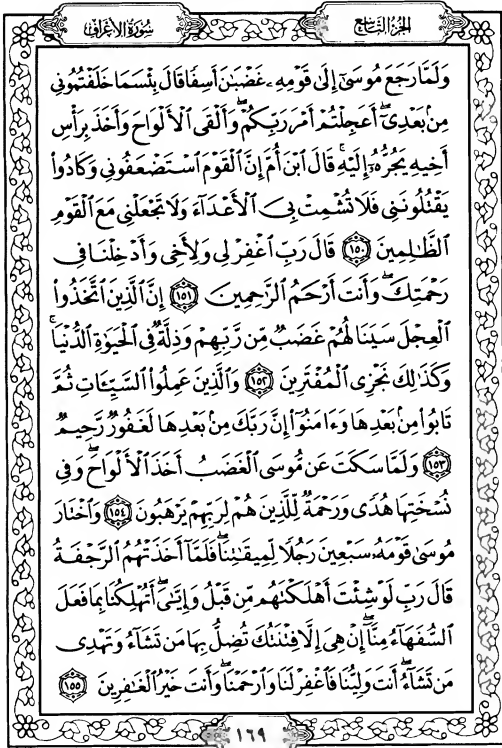 الجزء التاسع
سورة الأعراف
وَلَمَّا رَجَعَ مُوسَىٰٓ إِلَىٰ قَوْمِهِۦ غَضْبَٰنَ أَسِفًا قَالَ بِئْسَمَا خَلَفْتُمُونِى
مِنۢ بَعْدِىٓ ۖ أَعَجِلْتُمْ أَمْرَ رَبِّكُمْ ۖ وَأَلْقَى ٱلْأَلْوَاحَ وَأَخَذَ بِرَأْسِ
أَخِيهِ يَجُرُّهُۥٓ إِلَيْهِ ۚ قَالَ ٱبْنَ أُمَّ إِنَّ ٱلْقَوْمَ ٱسْتَضْعَفُونِى وَكَادُوا۟
يَقْتُلُونَنِى فَلَا تُشْمِتْ بِىَ ٱلْأَعْدَآءَ وَلَا تَجْعَلْنِى مَعَ ٱلْقَوْمِ
ٱلظَّٰلِمِينَ ١٥٠ قَالَ رَبِّ ٱغْفِرْ لِى وَلِأَخِى وَأَدْخِلْنَا فِى
رَحْمَتِكَ ۖ وَأَنتَ أَرْحَمُ ٱلرَّٰحِمِينَ ١٥١ إِنَّ ٱلَّذِينَ ٱتَّخَذُوا۟
ٱلْعِجْلَ سَيَنَالُهُمْ غَضَبٌ مِّن رَّبِّهِمْ وَذِلَّةٌ فِى ٱلْحَيَوٰةِ ٱلدُّنْيَا ۚ
وَكَذَٰلِكَ نَجْزِى ٱلْمُفْتَرِينَ ١٥٢ وَٱلَّذِينَ عَمِلُوا۟ ٱلسَّيِّـَٔاتِ ثُمَّ
تَابُوا۟ مِنۢ بَعْدِهَا وَءَامَنُوٓا۟ إِنَّ رَبَّكَ مِنۢ بَعْدِهَا لَغَفُورٌ رَّحِيمٌ
١٥٣ وَلَمَّا سَكَتَ عَن مُّوسَى ٱلْغَضَبُ أَخَذَ ٱلْأَلْوَاحَ ۖ وَفِى
نُسْخَتِهَا هُدًى وَرَحْمَةٌ لِّلَّذِينَ هُمْ لِرَبِّهِمْ يَرْهَبُونَ ١٥٤ وَٱخْتَارَ
مُوسَىٰ قَوْمَهُۥ سَبْعِينَ رَجُلًا لِّمِيقَٰتِنَا ۖ فَلَمَّآ أَخَذَتْهُمُ ٱلرَّجْفَةُ
قَالَ رَبِّ لَوْ شِئْتَ أَهْلَكْتَهُم مِّن قَبْلُ وَإِيَّٰىَ ۖ أَتُهْلِكُنَا بِمَا فَعَلَ
ٱلسُّفَهَآءُ مِنَّآ ۖ إِنْ هِىَ إِلَّا فِتْنَتُكَ تُضِلُّ بِهَا مَن تَشَآءُ وَتَهْدِى
مَن تَشَآءُ ۖ أَنتَ وَلِيُّنَا فَٱغْفِرْ لَنَا وَٱرْحَمْنَا ۖ وَأَنتَ خَيْرُ ٱلْغَٰفِرِينَ ١٥٥
١٦٩